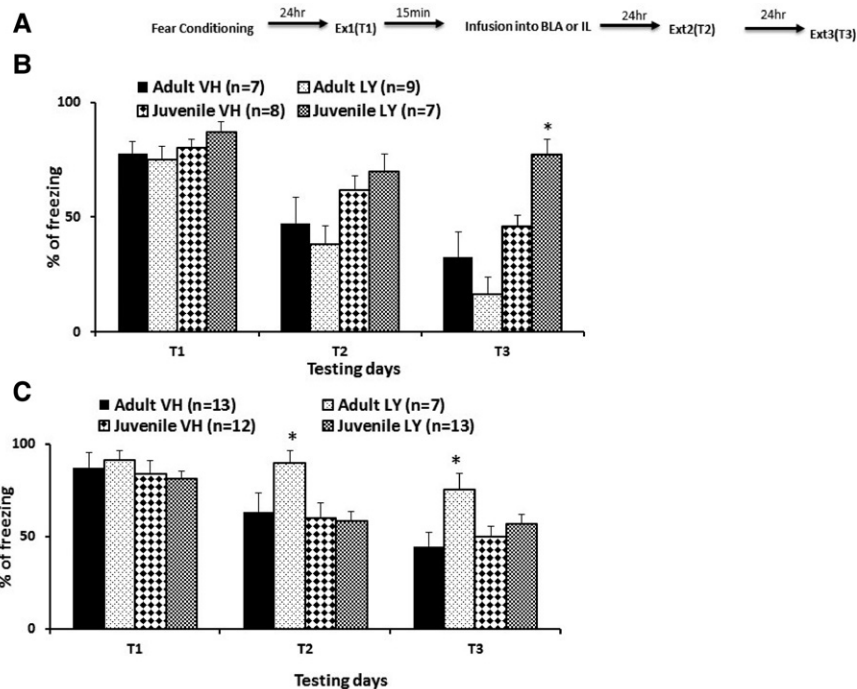 A
Fear Conditioning 24hr Ex1(T1) 15min Infusion into BLA or IL 24hr Ext2(T2) 24hr Ext3(T3)
B
Adult VH (n=7) Adult LY (n=9)
Juvenile VH (n=8) Juvenile LY (n=7)
100
*
% of freezing
50
0
T1 T2 T3
Testing days
C
Adult VH (n=13) Adult LY (n=7)
Juvenile VH (n=12) Juvenile LY (n=13)
100
* *
% of freezing
50
0
T1 T2 T3
Testing days